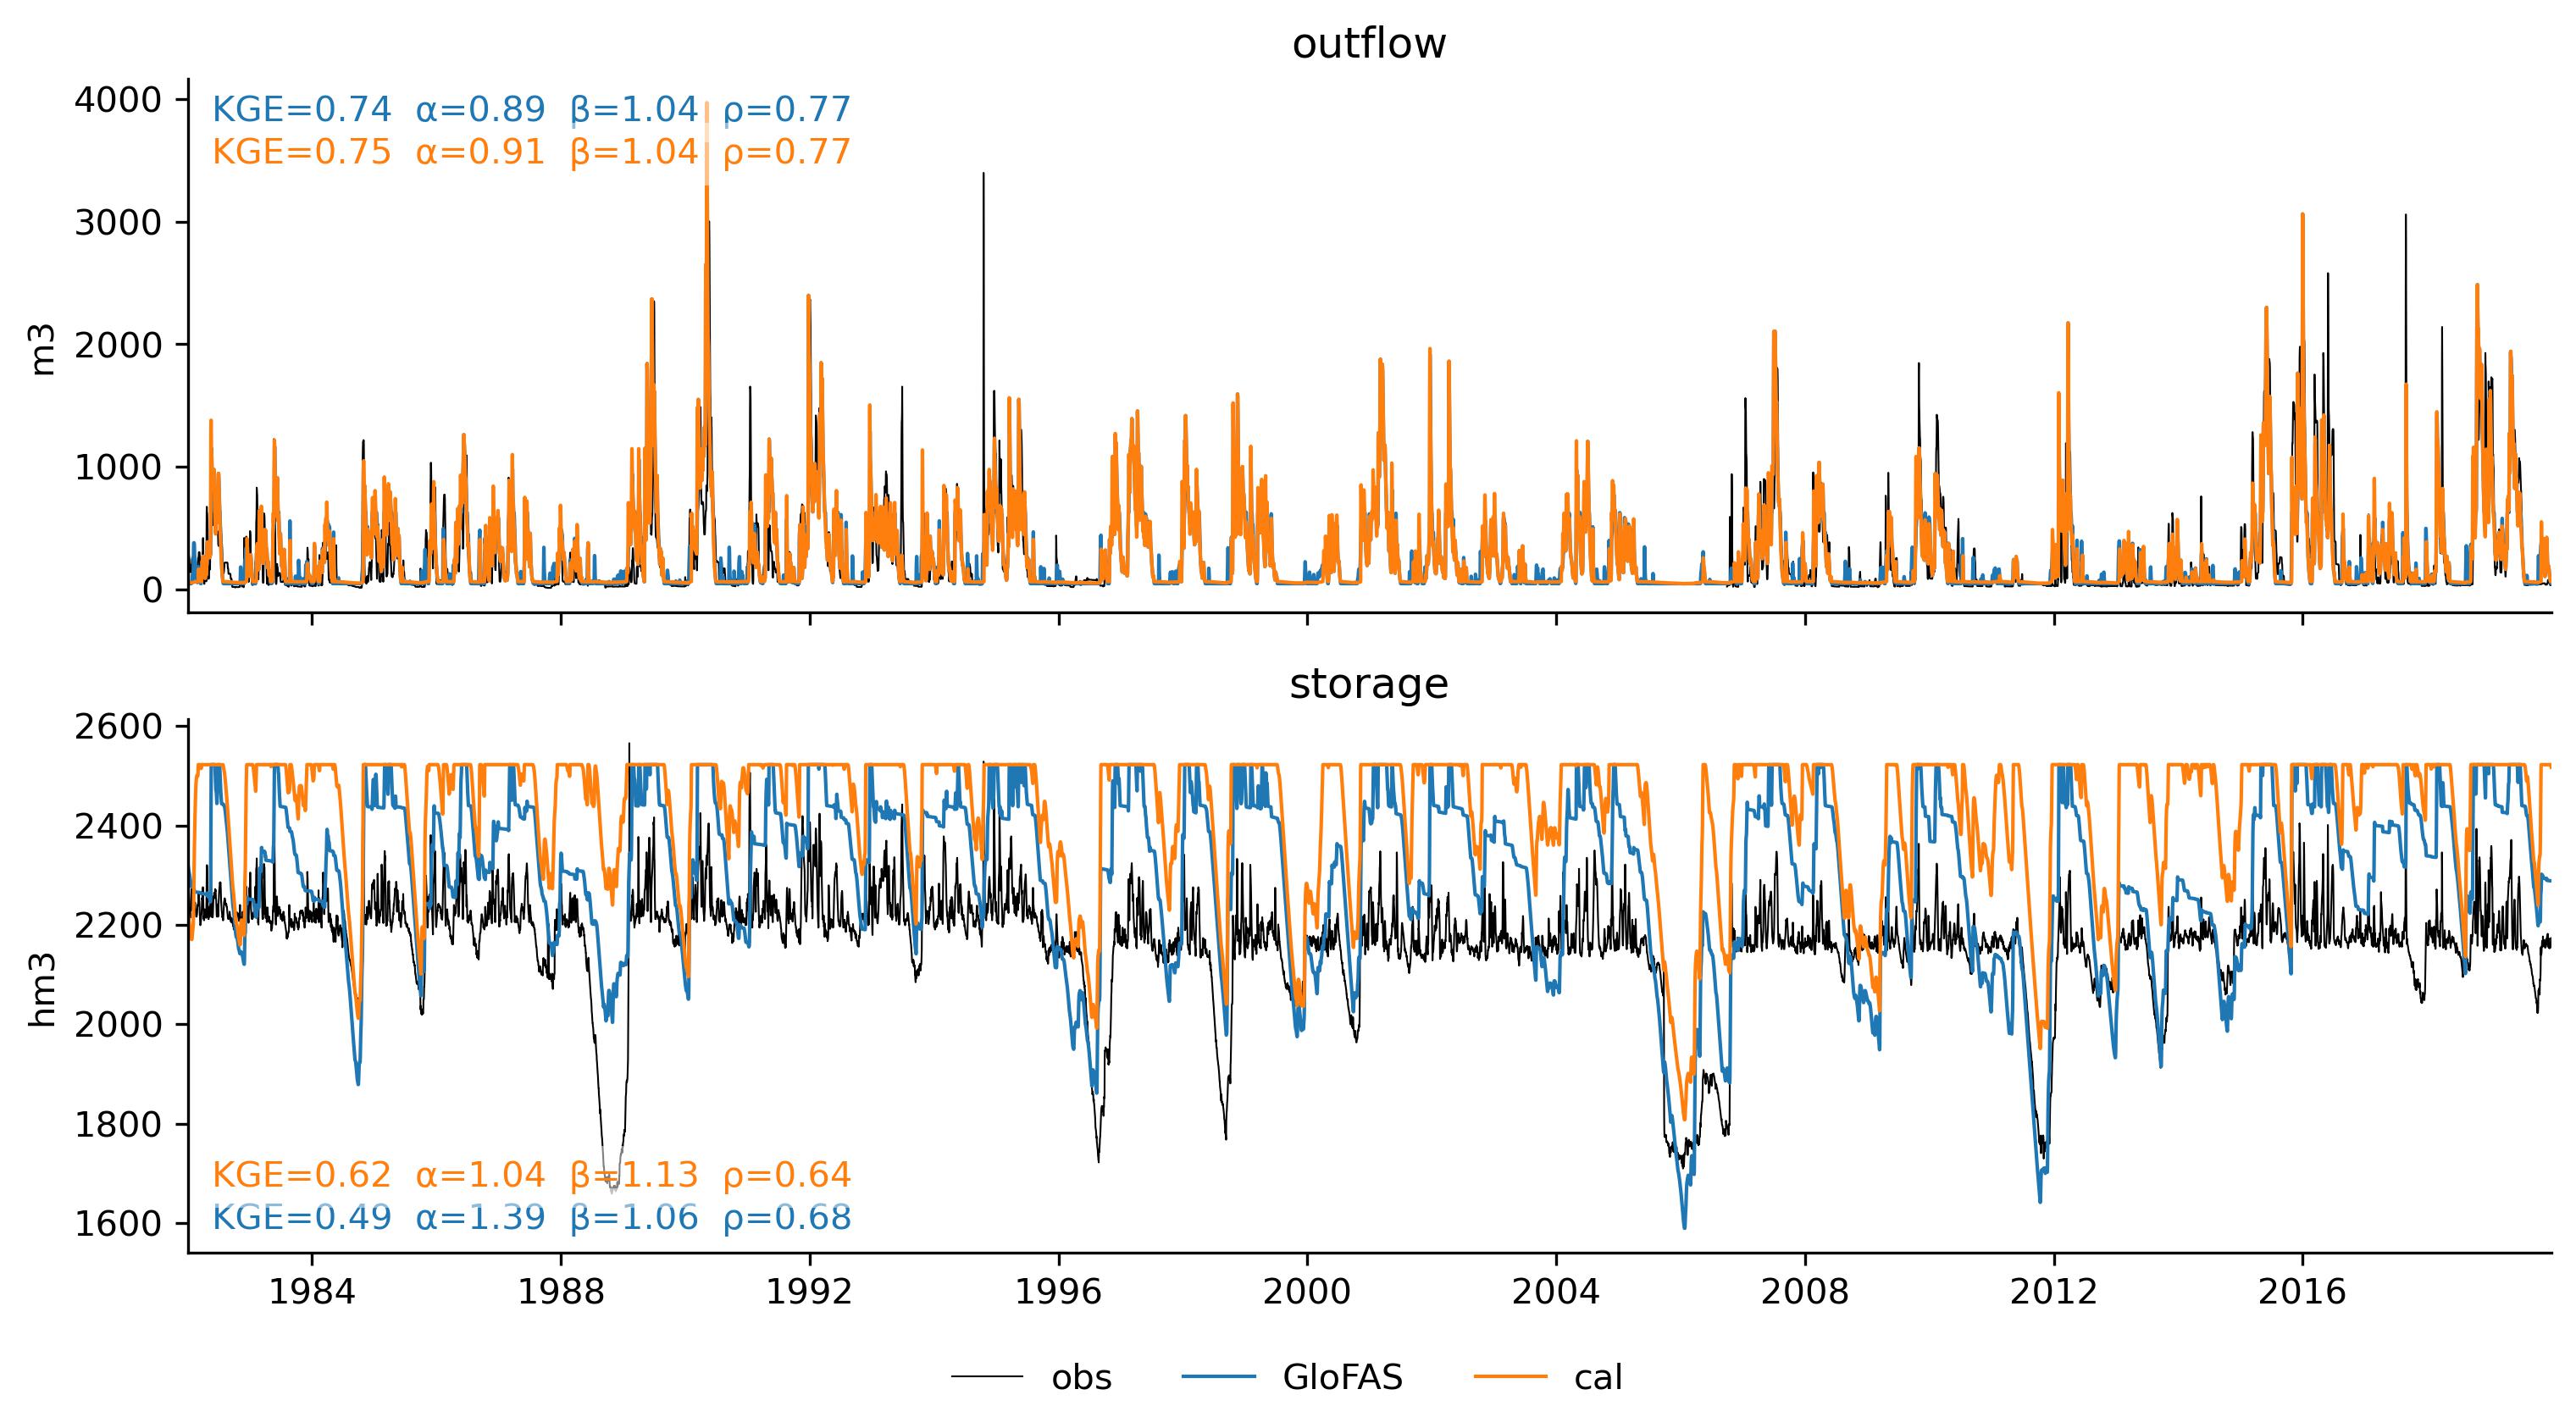 outflow
4000
3000
2000
1000
0
m3
KGE=0.74 α=0.89 β=1.04 ρ=0.77
KGE=0.75 α=0.91 β=1.04 ρ=0.77
storage
2600
2400
2200
2000
1800
1600
hm3
KGE=0.62 α=1.04 β=1.13 ρ=0.64
KGE=0.49 α=1.39 β=1.06 ρ=0.68
1984 1988 1992 1996 2000 2004 2008 2012 2016
obs GloFAS cal